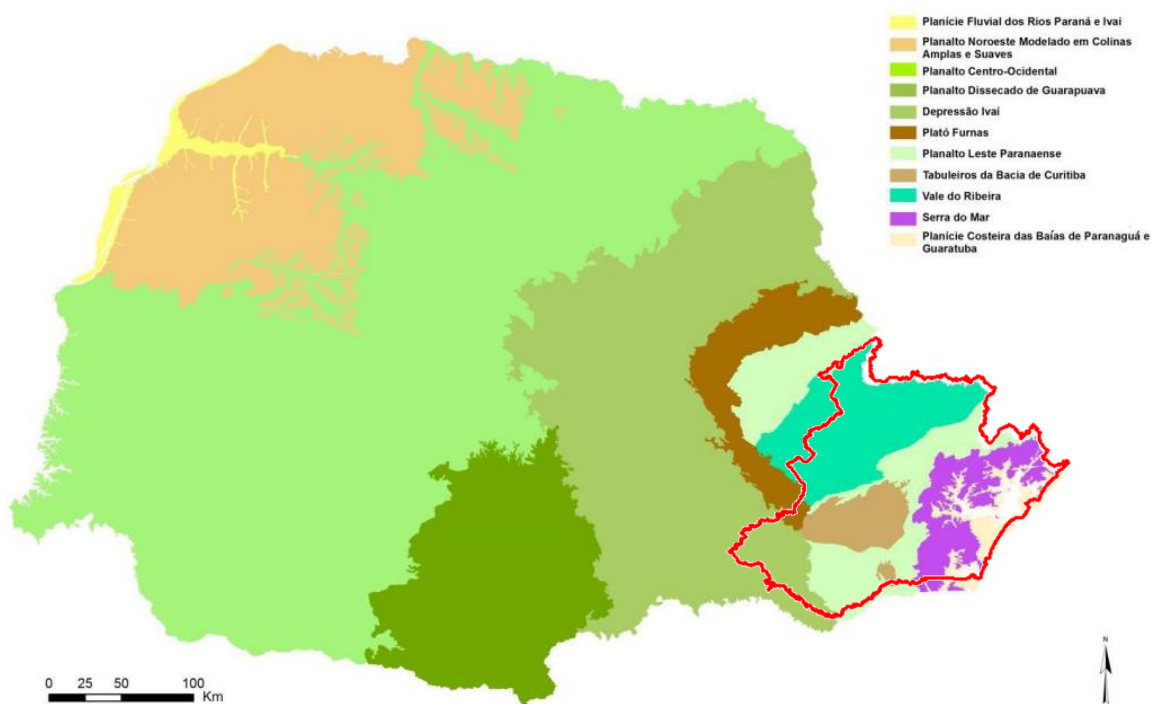 Planície Fluvial dos Rios Paraná e Ivai
Planalto Noroeste Modelado em Colinas
Amplas e Suaves
Planalto Centro-Ocidental
Planalto Dissecado de Guarapuava
Depressão Ivaí
Platô Furnas
Planalto Leste Paranaense
Tabuleiros da Bacia de Curitiba
Vale do Ribeira
Serra do Mar
Planície Costeira das Baías de Paranaguá e
Guaratuba
0 25 50 100
Km
N